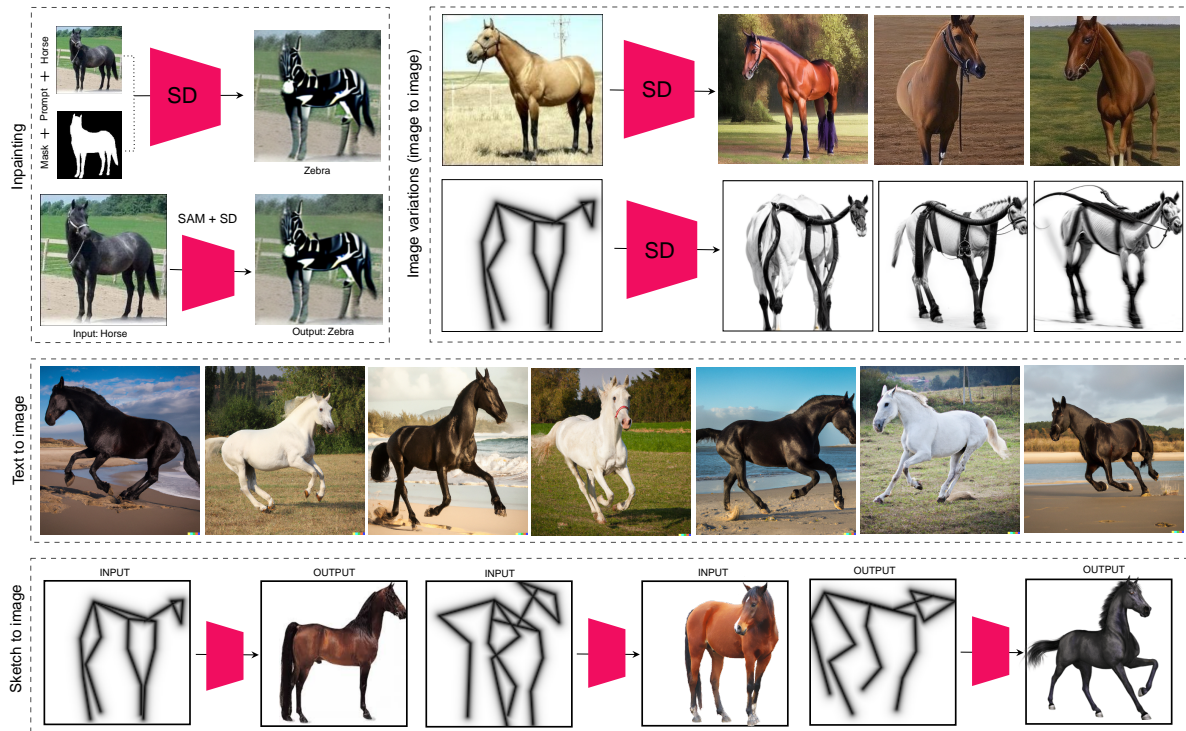 Inpainting
Mask + Prompt + Horse
SD
Zebra
SAM + SD
Input: Horse
Output: Zebra
Image variations (image to image)
SD
SD
Text to image
Sketch to image
INPUT
OUTPUT
INPUT
INPUT
OUTPUT